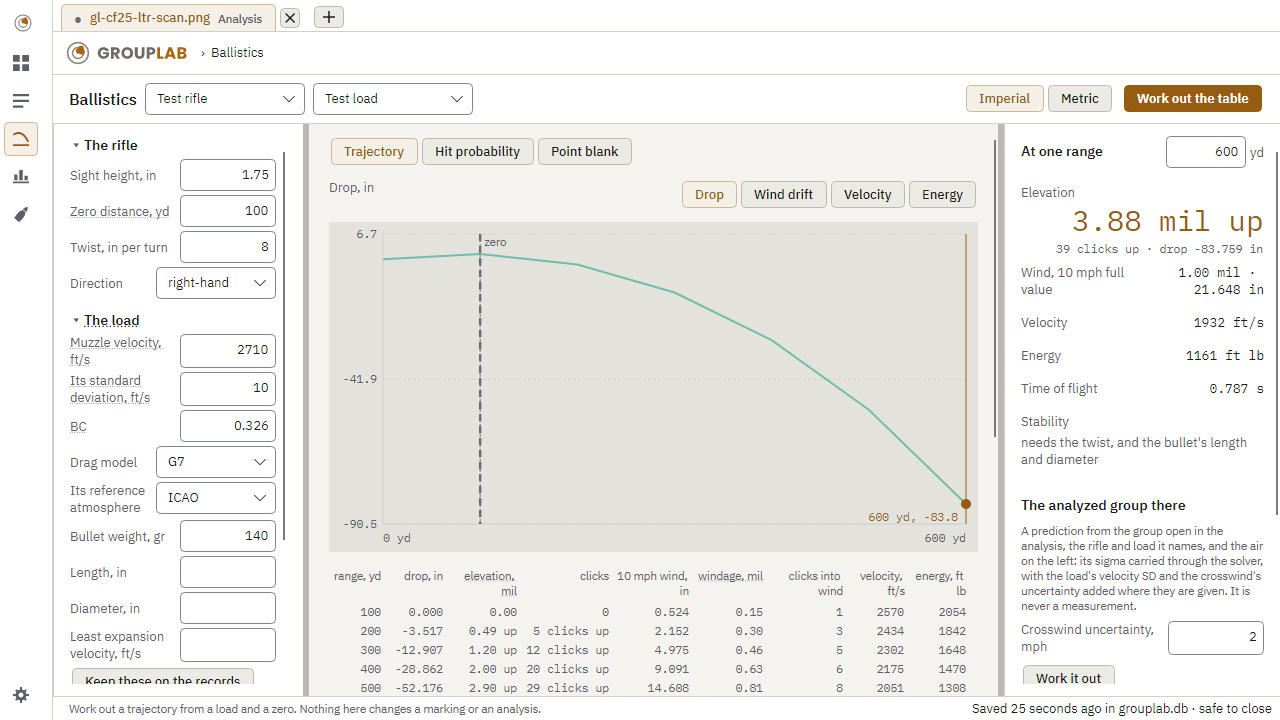 gl-cf25-ltr-scan.png Analysis
GROUPLAB › Ballistics
Ballistics Test rifle Test load Imperial Metric Work out the table
The rifle
Sight height, in 1.75
Zero distance, yd 100
Twist, in per turn 8
Direction right-hand
The load
Muzzle velocity, ft/s 2710
Its standard deviation, ft/s 10
BC 0.326
Drag model G7
Its reference atmosphere ICAO
Bullet weight, gr 140
Length, in
Diameter, in
Least expansion velocity, ft/s
Keep these on the records
Trajectory Hit probability Point blank
Drop, in Drop Wind drift Velocity Energy
6.7
zero
-41.9
-90.5
600 yd, -83.8
0 yd 600 yd
range, yd drop, in elevation, mil clicks 10 mph wind, in windage, mil clicks into wind velocity, ft/s energy, ft lb
100 0.000 0.00 0 0.524 0.15 1 2570 2054
200 -3.517 0.49 up 5 clicks up 2.152 0.30 3 2434 1842
300 -12.907 1.20 up 12 clicks up 4.975 0.46 5 2302 1648
400 -28.862 2.00 up 20 clicks up 9.091 0.63 6 2175 1470
500 -52.176 2.90 up 29 clicks up 14.608 0.81 8 2051 1308
At one range 600 yd
Elevation
3.88 mil up
39 clicks up · drop -83.759 in
Wind, 10 mph full value 1.00 mil · 21.648 in
Velocity 1932 ft/s
Energy 1161 ft lb
Time of flight 0.787 s
Stability
needs the twist, and the bullet's length
and diameter
The analyzed group there
A prediction from the group open in the
analysis, the rifle and load it names, and the air
on the left: its sigma carried through the solver,
with the load's velocity SD and the crosswind's
uncertainty added where they are given. It is
never a measurement.
Crosswind uncertainty, mph 2
Work it out
Work out a trajectory from a load and a zero. Nothing here changes a marking or an analysis.
Saved 25 seconds ago in grouplab.db · safe to close